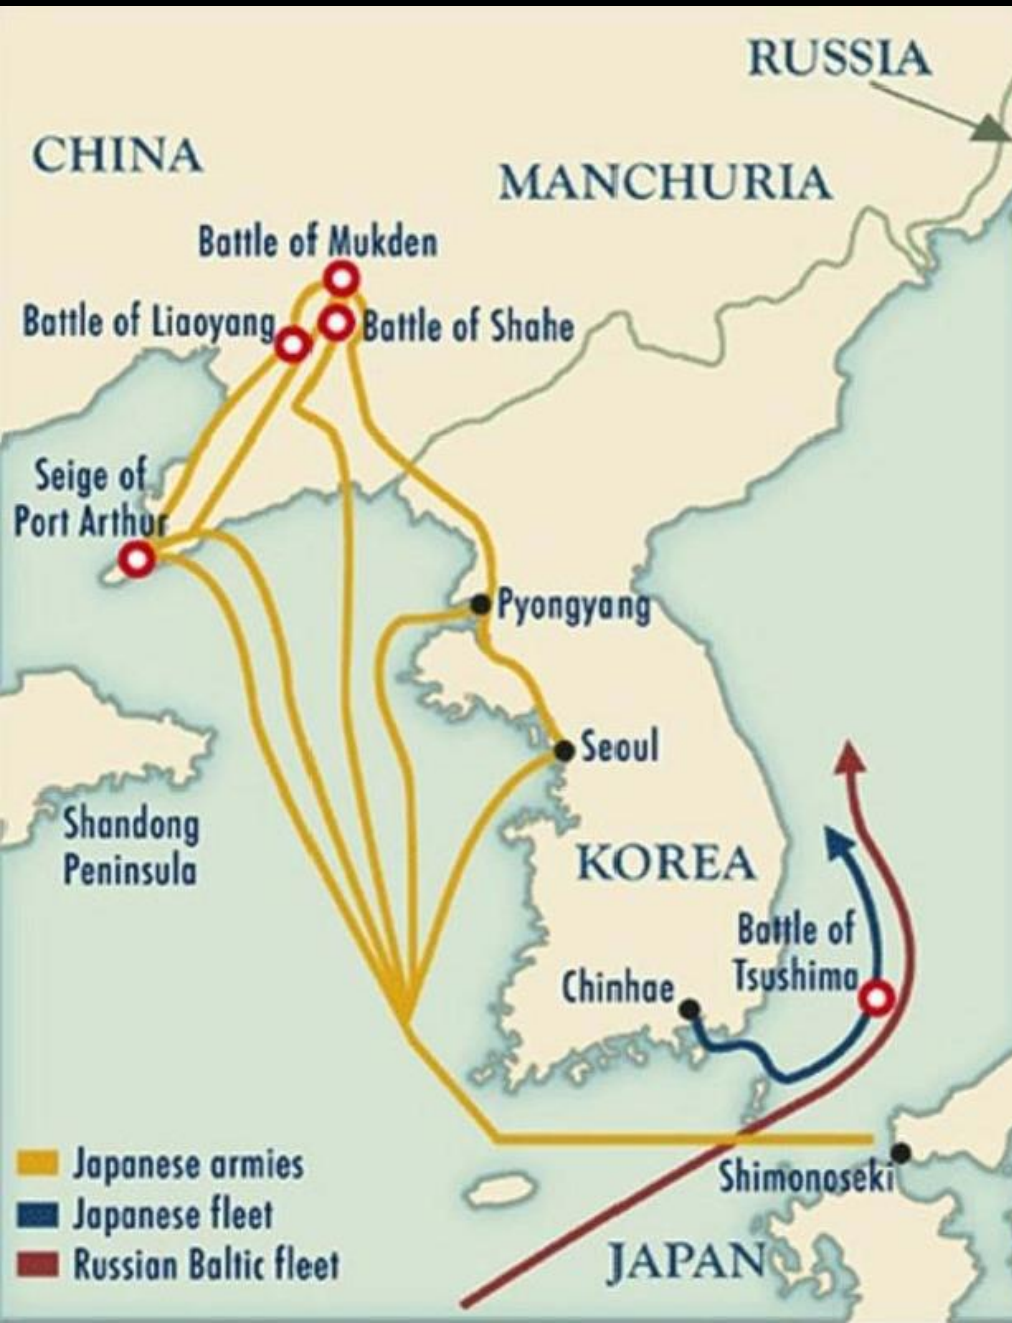 RUSSIA
CHINA
MANCHURIA
Battle of Mukden
Battle of Liaoyang
Battle of Shahe
Seige of
Port Arthur
Pyongyang
Seoul
Shandong
Peninsula
KOREA
Battle of
Tsushima
Chinhae
Japanese armies
Shimonoseki
Japanese fleet
Russian Baltic fleet
JAPAN